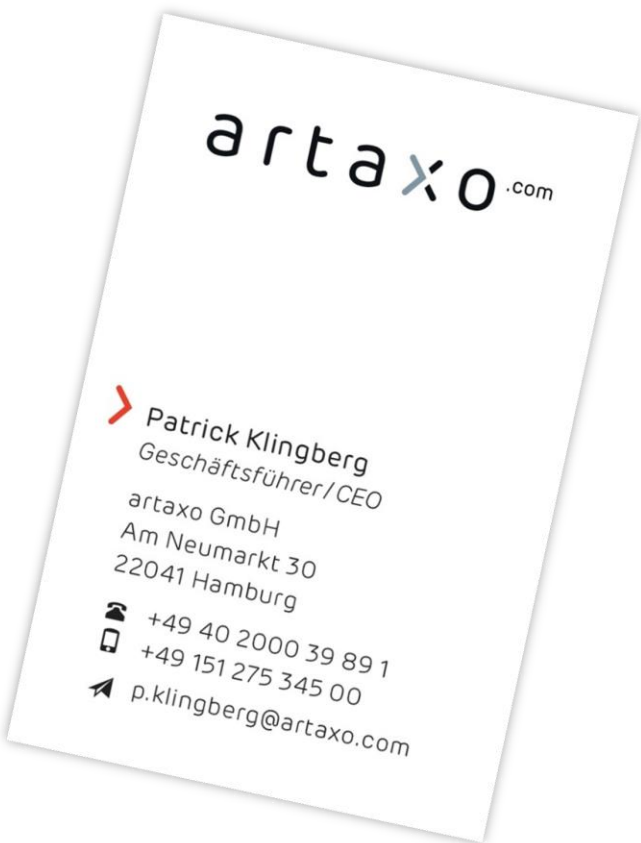 artaxo.com
Patrick Klingberg
Geschäftsführer/CEO
artaxo GmbH
Am Neumarkt 30
22041 Hamburg
+49 40 2000 39 89 1
+49 151 275 345 00
p.klingberg@artaxo.com